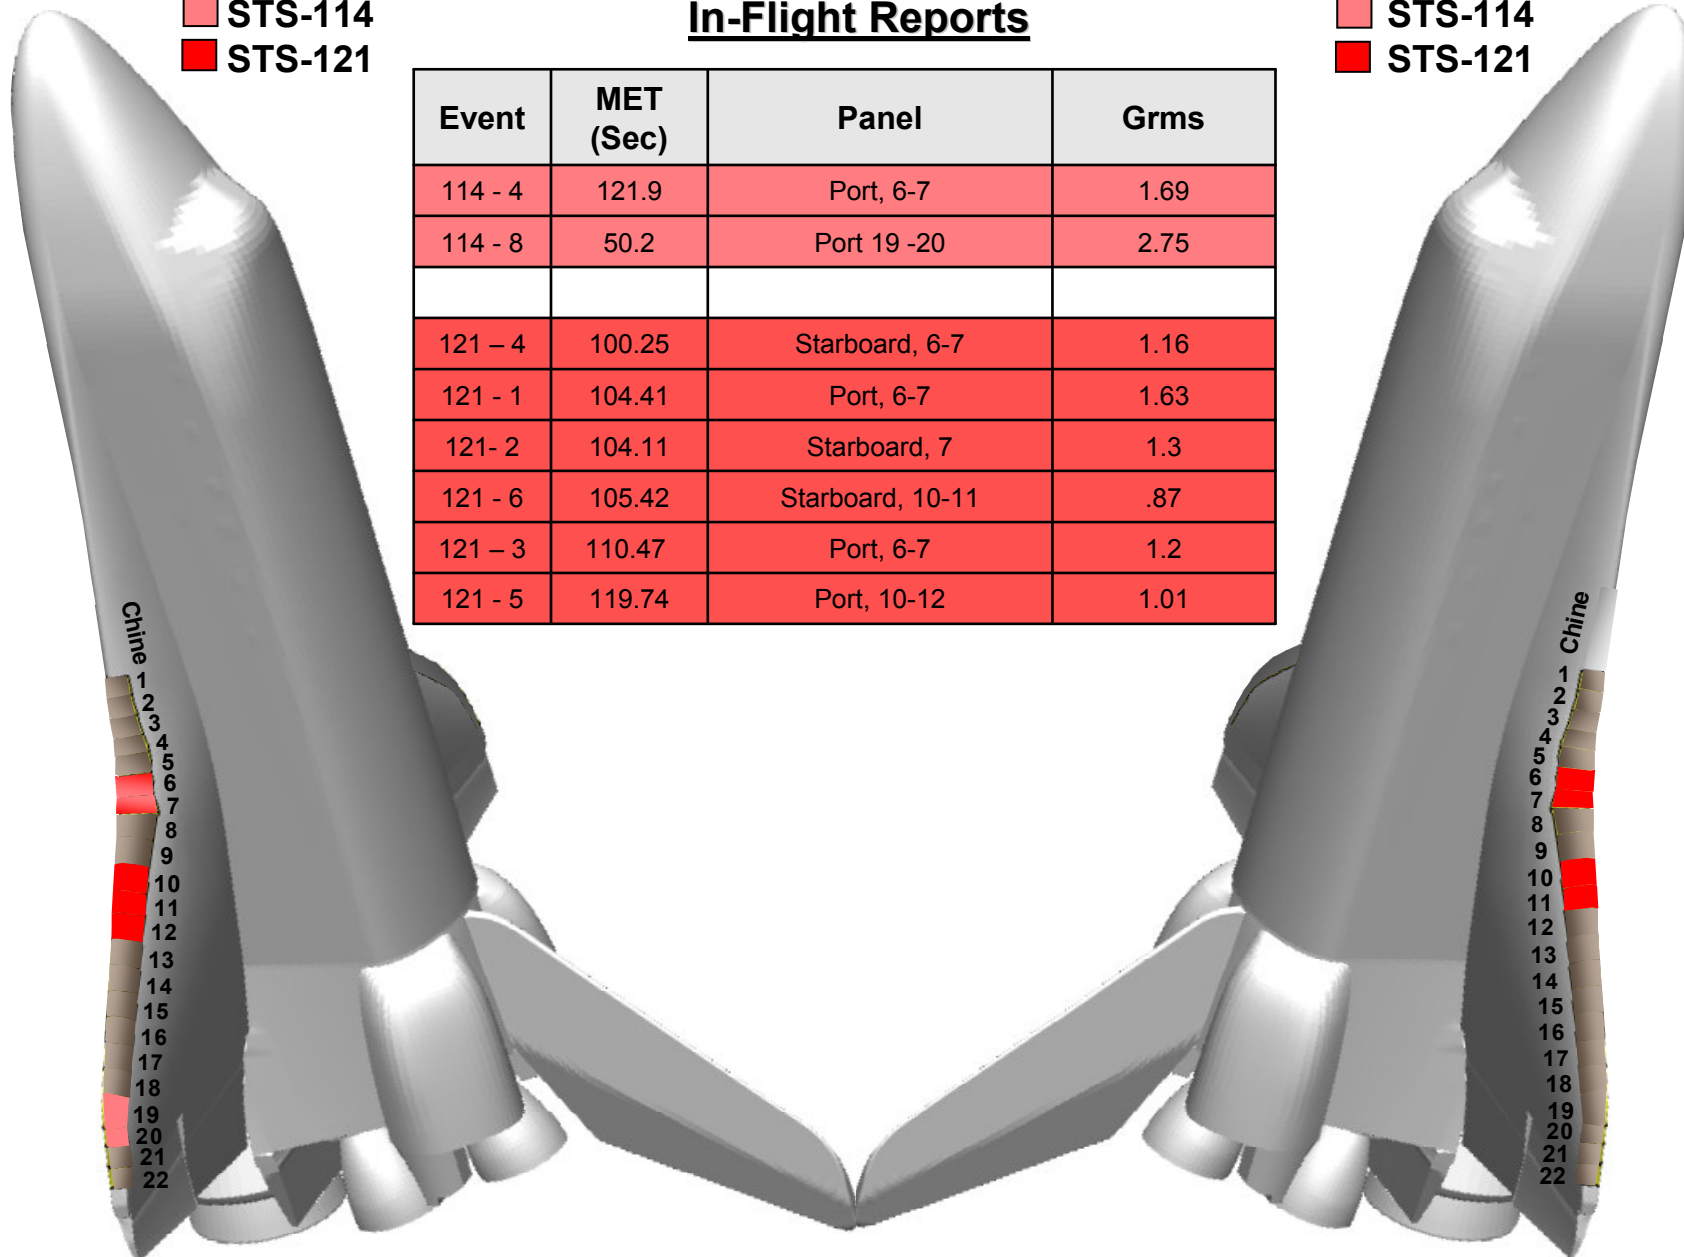 STS-114
STS-121
In-Flight Reports
STS-114
STS-121
Event MET (Sec) Panel Grms
114 - 4 121.9 Port, 6-7 1.69
114 - 8 50.2 Port 19 -20 2.75
121 – 4 100.25 Starboard, 6-7 1.16
121 - 1 104.41 Port, 6-7 1.63
121- 2 104.11 Starboard, 7 1.3
121 - 6 105.42 Starboard, 10-11 .87
121 – 3 110.47 Port, 6-7 1.2
121 - 5 119.74 Port, 10-12 1.01
Chine
1
2
3
4
5
6
7
8
9
10
11
12
13
14
15
16
17
18
19
20
21
22
Chine
1
2
3
4
5
6
7
8
9
10
11
12
13
14
15
16
17
18
19
20
21
22